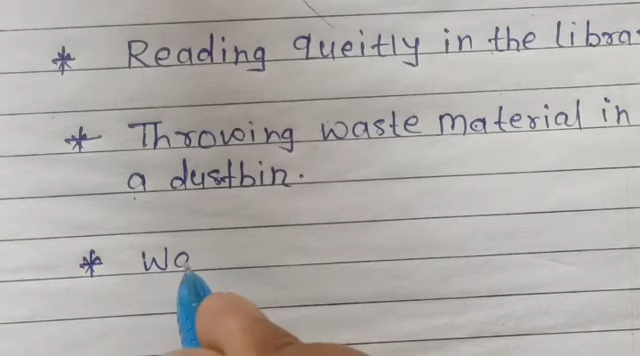 * Reading queitly in the libra
* Throwing waste material in
a dustbin.
* Wa